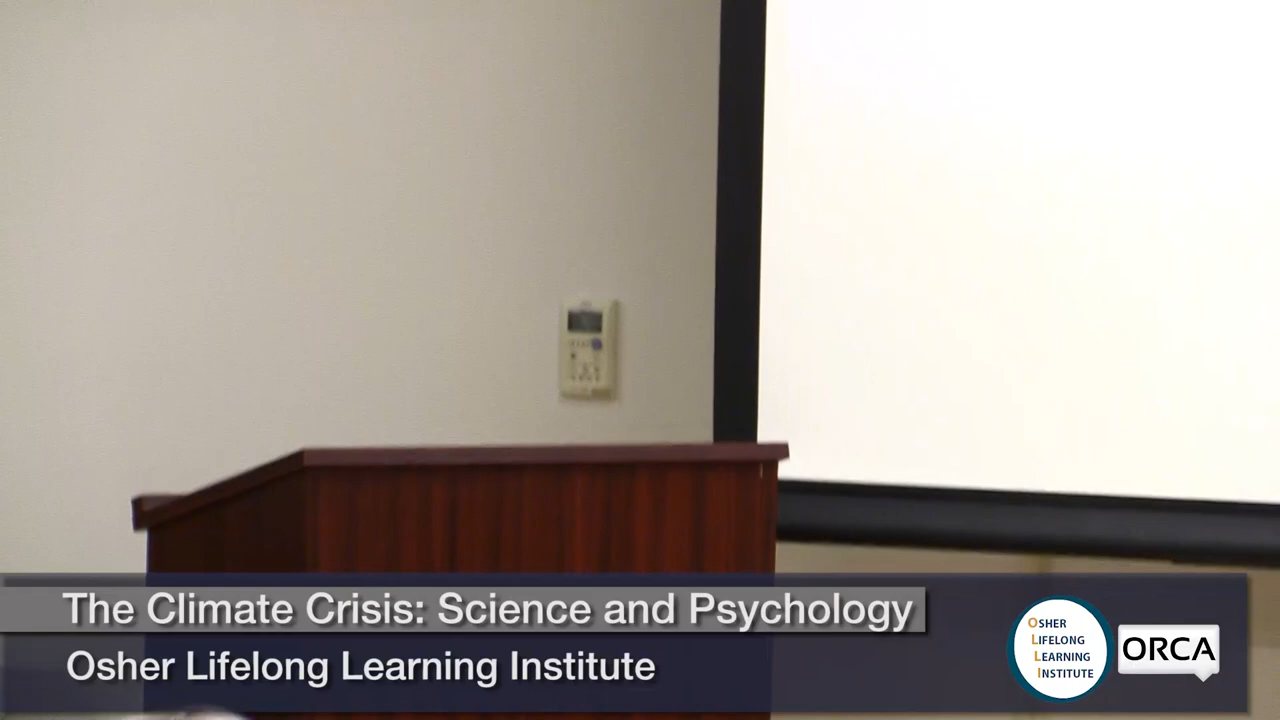 The Climate Crisis: Science and Psychology
Osher Lifelong Learning Institute
OSHER
LIFELONG
LEARNING
INSTITUTE
ORCA